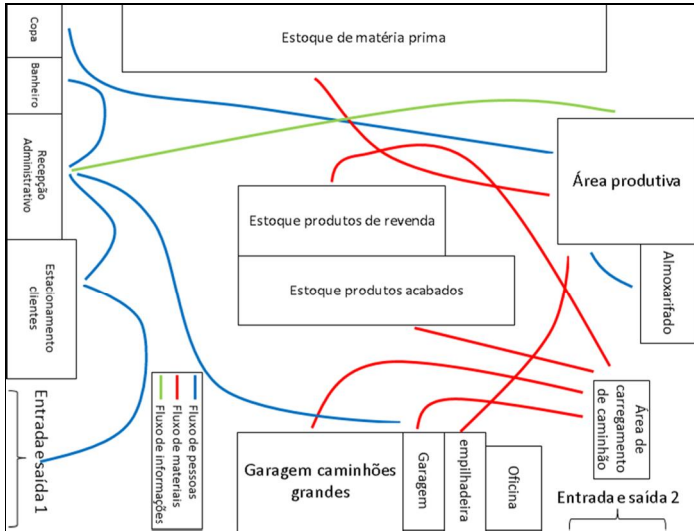 Copa
Banheiro
Recepção
Administrativo
Estacionamento
clientes
Entrada e saída 1
Estoque de matéria prima
Área produtiva
Almoxarifado
Estoque produtos de revenda
Estoque produtos acabados
Fluxo de pessoas
Fluxo de materiais
Fluxo de informações
Garagem caminhões
grandes
Garagem
empilhadeira
Oficina
Área de
carregamento
de caminhão
Entrada e saída 2